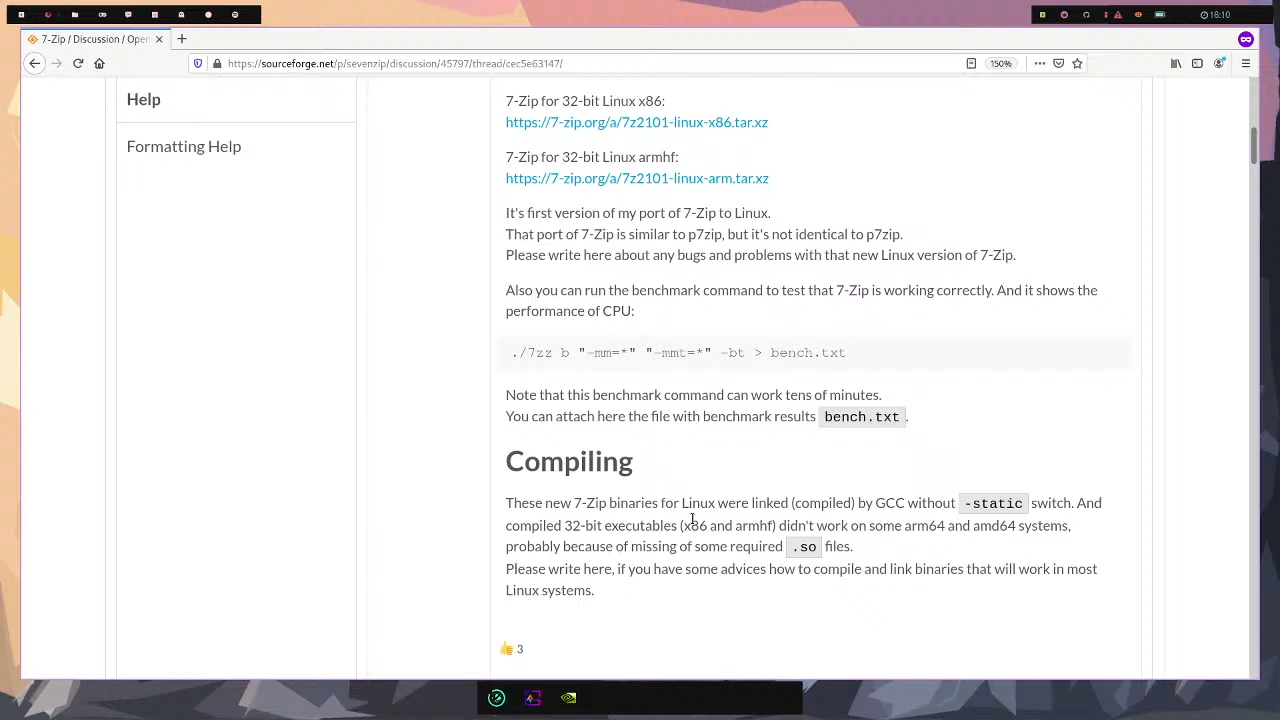 16:10
7-Zip / Discussion / Open
https://sourceforge.net/p/sevenzip/discussion/45797/thread/cec5e63147/
150%
Help
Formatting Help
7-Zip for 32-bit Linux x86:
https://7-zip.org/a/7z2101-linux-x86.tar.xz
7-Zip for 32-bit Linux armhf:
https://7-zip.org/a/7z2101-linux-arm.tar.xz
It's first version of my port of 7-Zip to Linux.
That port of 7-Zip is similar to p7zip, but it's not identical to p7zip.
Please write here about any bugs and problems with that new Linux version of 7-Zip.
Also you can run the benchmark command to test that 7-Zip is working correctly. And it shows the
performance of CPU:
./7zz b "-mm=*" "-mmt=*" -bt > bench.txt
Note that this benchmark command can work tens of minutes.
You can attach here the file with benchmark results bench.txt.
Compiling
These new 7-Zip binaries for Linux were linked (compiled) by GCC without -static switch. And
compiled 32-bit executables (x86 and armhf) didn't work on some arm64 and amd64 systems,
probably because of missing of some required .so files.
Please write here, if you have some advices how to compile and link binaries that will work in most
Linux systems.
3